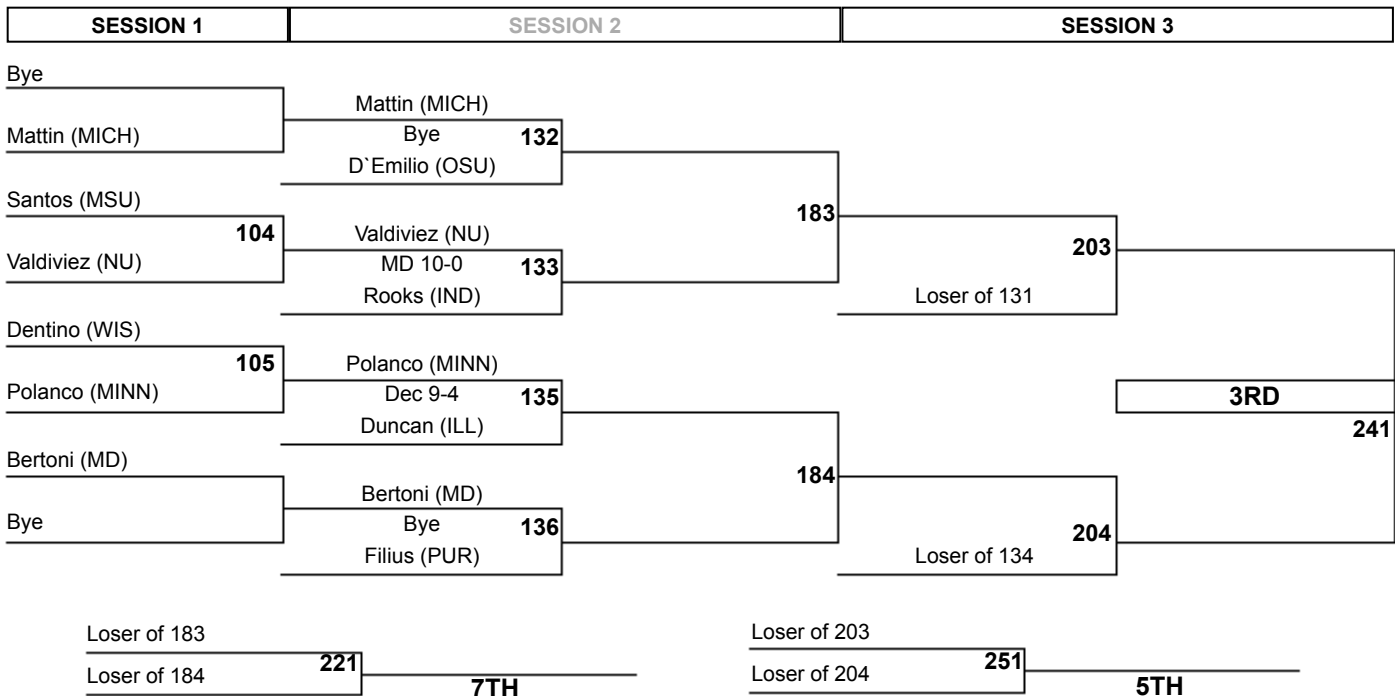 SESSION 1
SESSION 2
SESSION 3
Bye
Mattin (MICH)
Mattin (MICH)
Bye
132
D`Emilio (OSU)
Santos (MSU)
183
104
Valdiviez (NU)
Valdiviez (NU)
MD 10-0
133
203
Rooks (IND)
Loser of 131
Dentino (WIS)
105
Polanco (MINN)
Polanco (MINN)
Dec 9-4
135
3RD
Duncan (ILL)
241
Bertoni (MD)
184
Bertoni (MD)
Bye
Bye
136
204
Filius (PUR)
Loser of 134
Loser of 183
221
Loser of 184
7TH
Loser of 203
251
Loser of 204
5TH